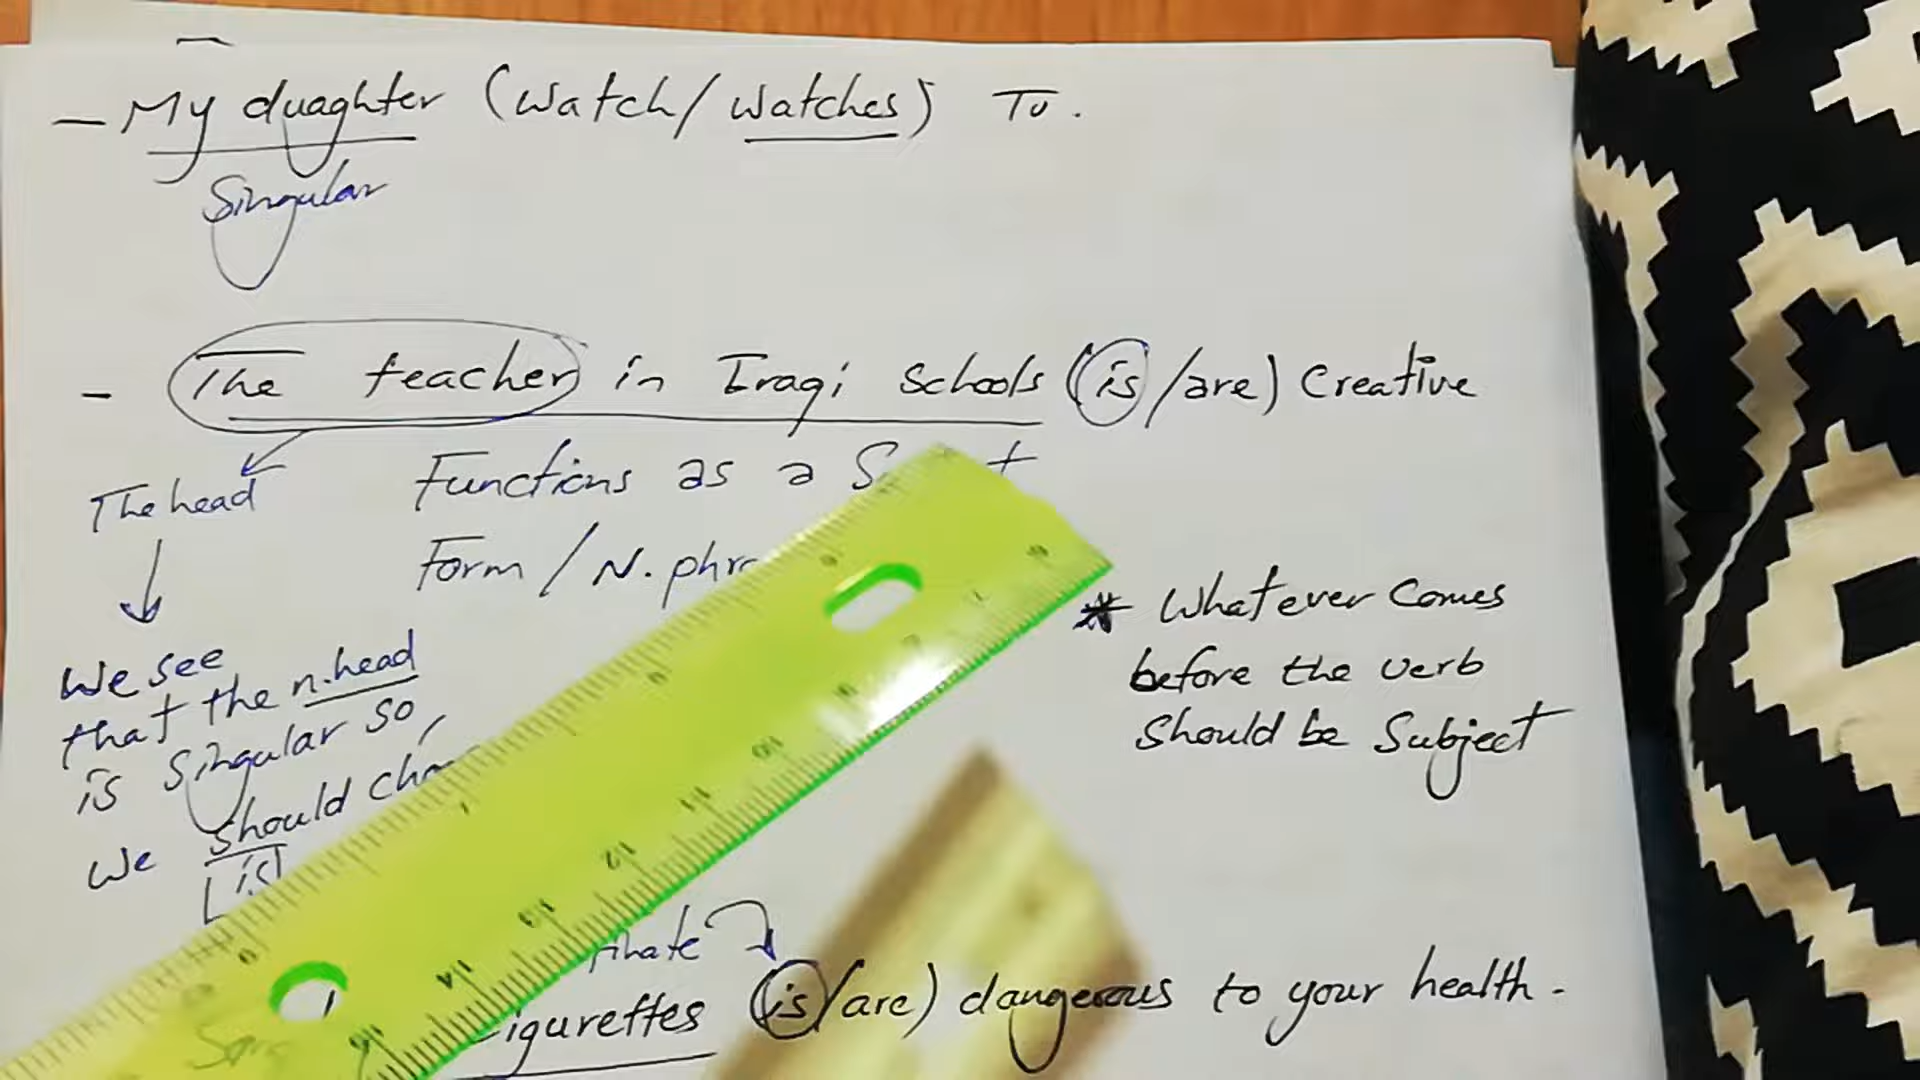 - My duaghter (watch/watches) TV.
Singular
- The teacher in Iraqi Schools (is/are) Creative
The head
Functions as a
Form / N.
We see
that the n.head
is Singular so,
We should
[is]
* Whatever Comes
before the verb
should be Subject
(is/are) dangerous to your health.